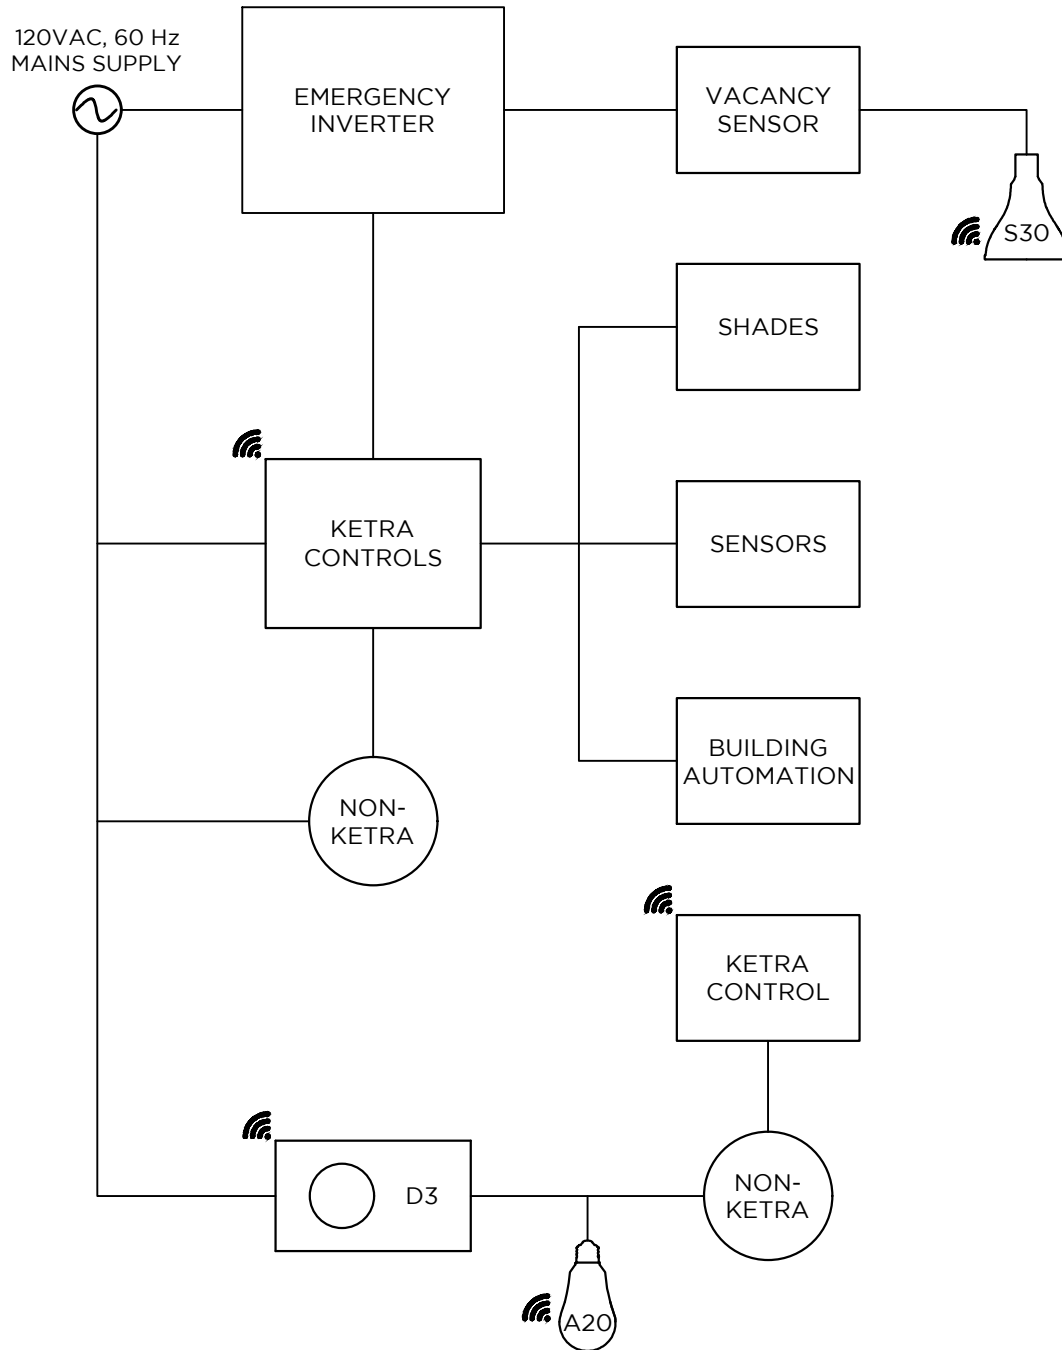 120VAC, 60 Hz
MAINS SUPPLY
EMERGENCY
INVERTER
VACANCY
SENSOR
S30
SHADES
KETRA
CONTROLS
SENSORS
BUILDING
AUTOMATION
NON-
KETRA
KETRA
CONTROL
D3
NON-
KETRA
A20